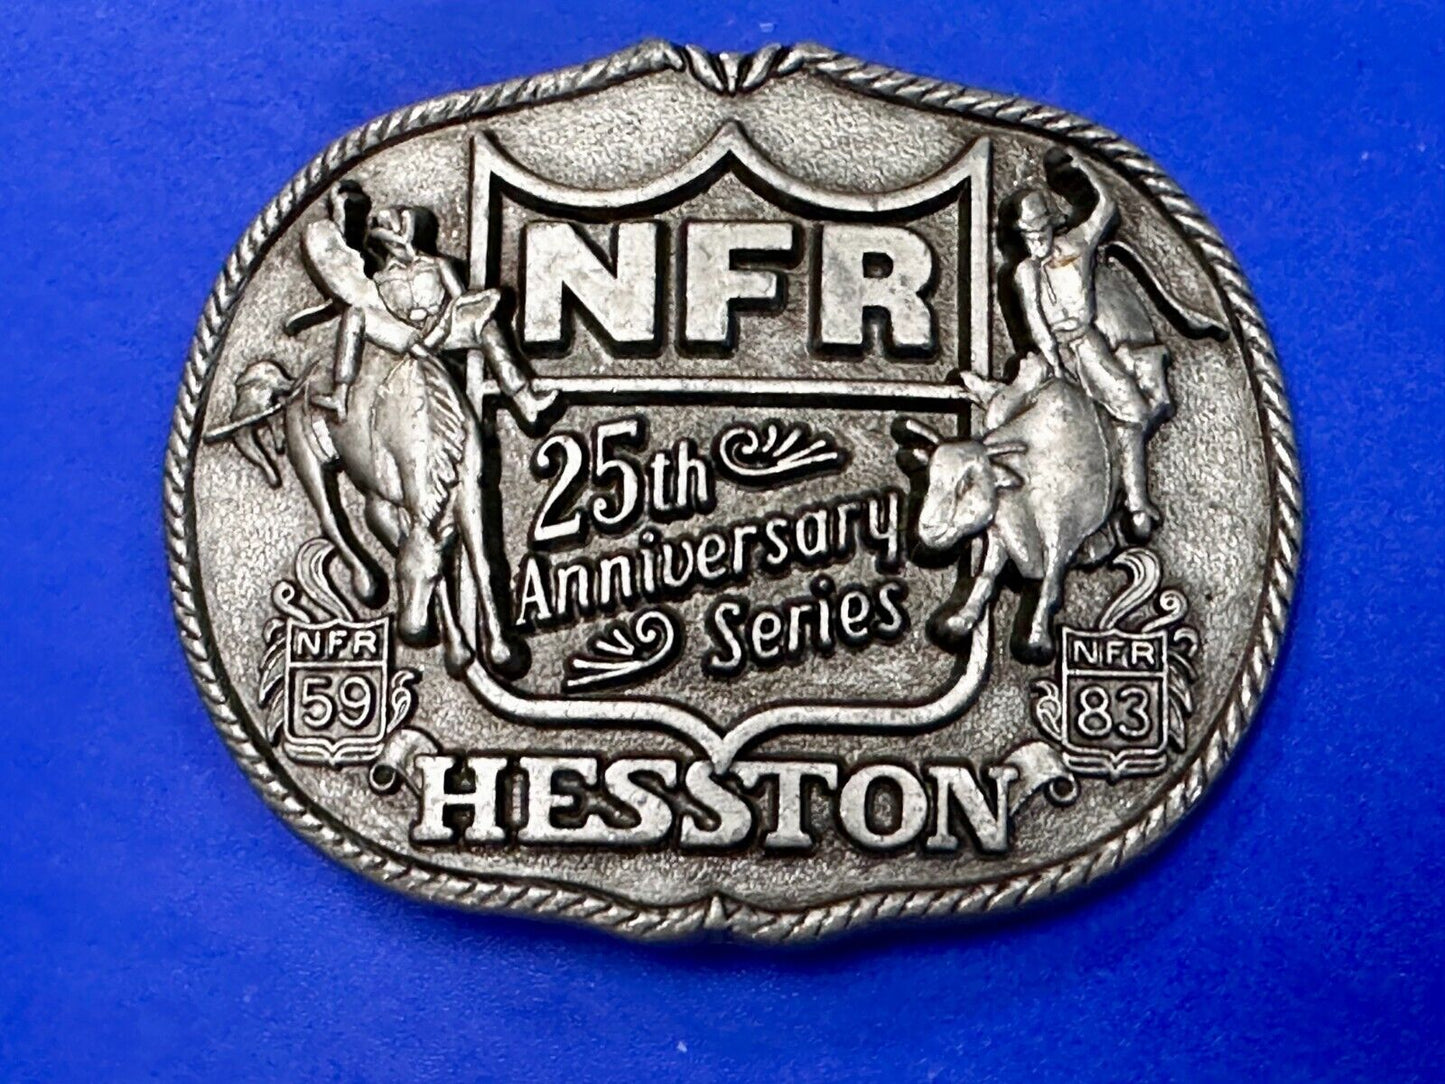 NFR
25th
Anniversary
Series
NFR
59
NFR
83
HESSTON